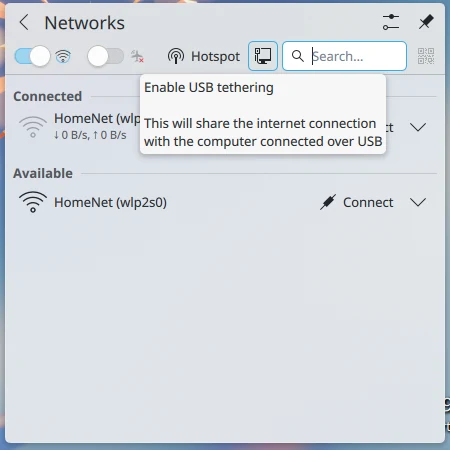 Networks
Hotspot
Search...
Enable USB tethering
This will share the internet connection
with the computer connected over USB
Connected
HomeNet (wlp
↓ 0 B/s, ↑ 0 B/s
ct
Available
HomeNet (wlp2s0)
Connect